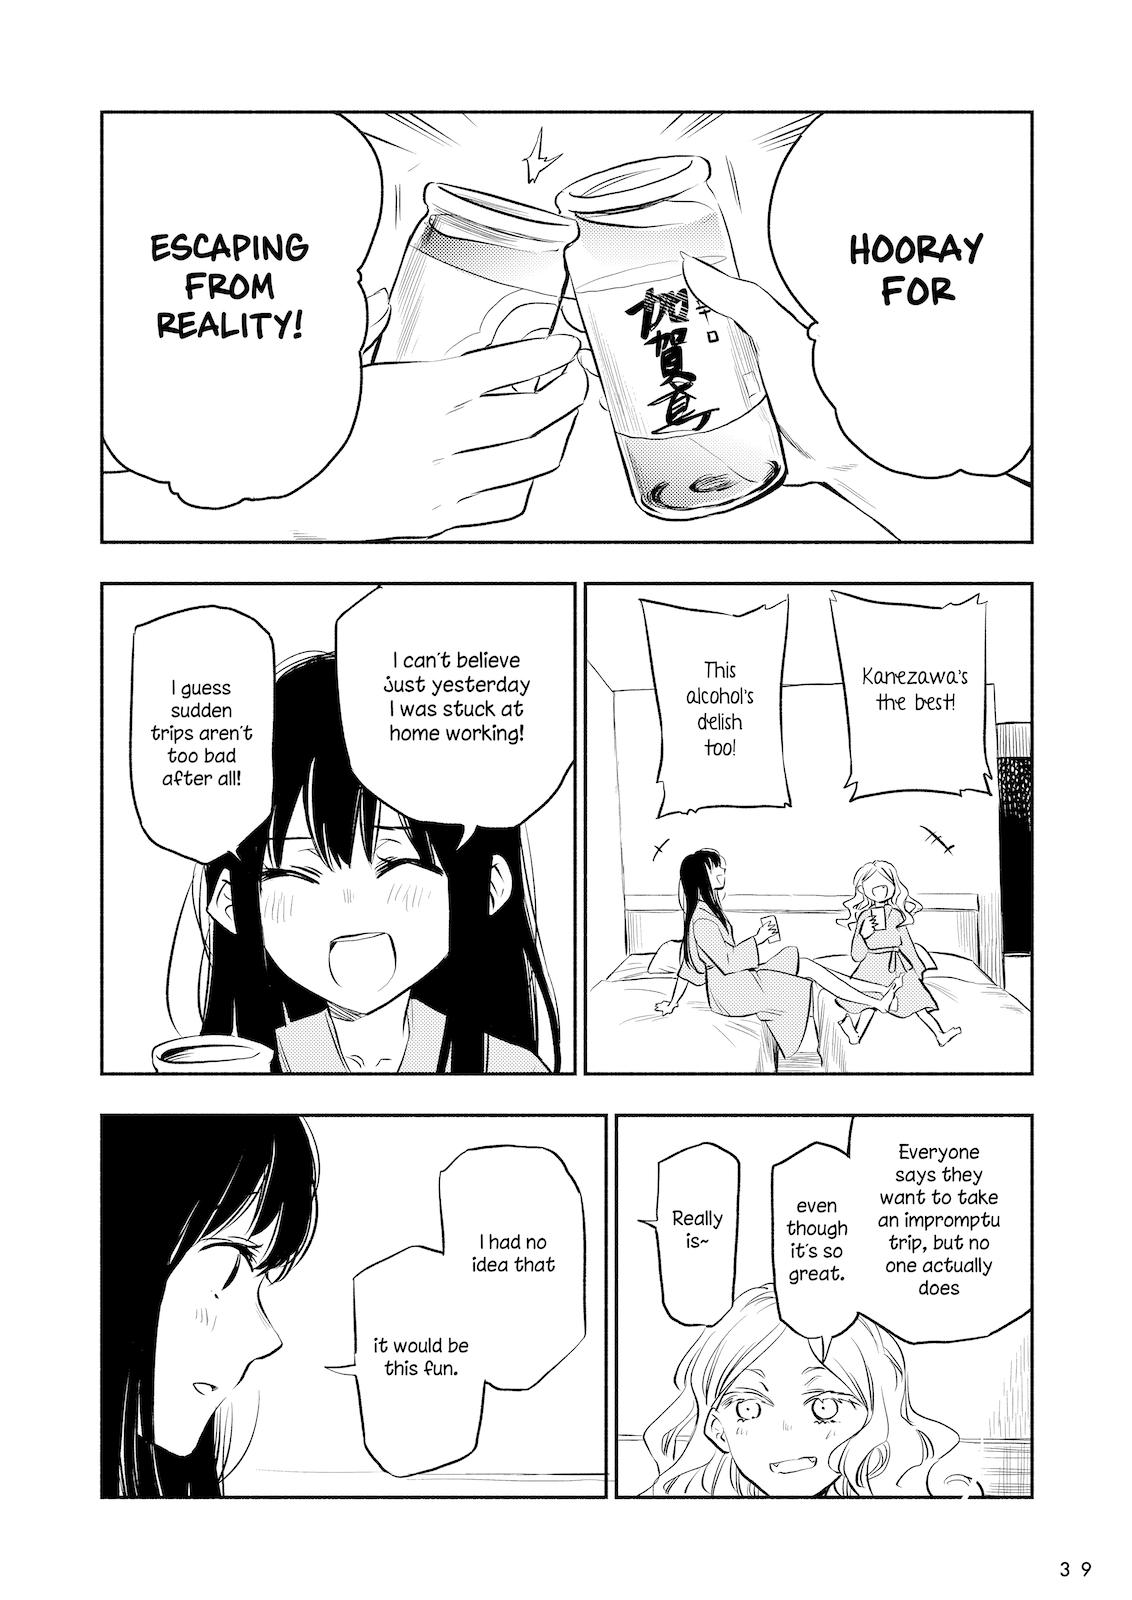 HOORAY
FOR
ESCAPING
FROM
REALITY!
辛口
加賀鳶
Kanezawa's
the best!
This
alcohol's
delish
too!
I can't believe
just yesterday
I was stuck at
home working!
I guess
sudden
trips aren't
too bad
after all!
Everyone
says they
want to take
an impromptu
trip, but no
one actually
does
even
though
it's so
great.
Really
is~
I had no
idea that
it would be
this fun.
39